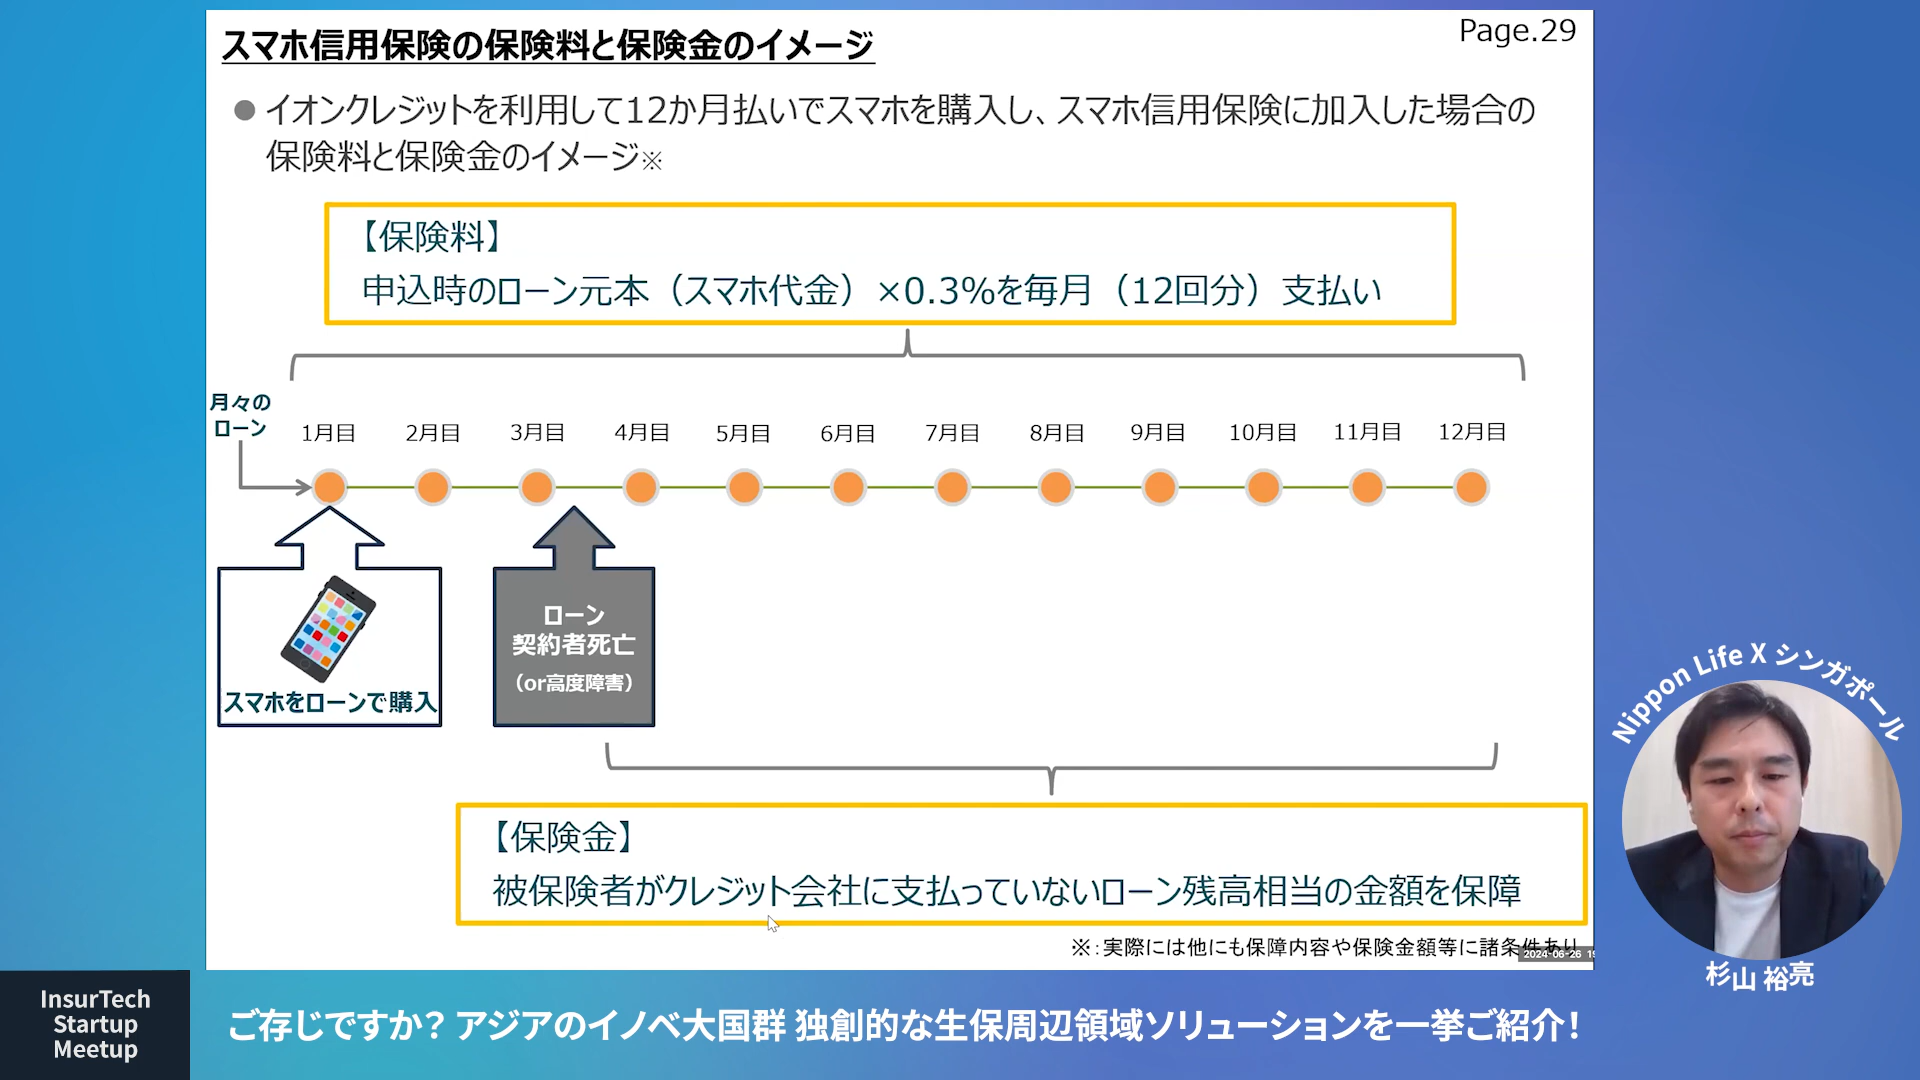 スマホ信用保険の保険料と保険金のイメージ
Page.29
● イオンクレジットを利用して12か月払いでスマホを購入し、スマホ信用保険に加入した場合の
保険料と保険金のイメージ※
【保険料】
申込時のローン元本（スマホ代金）×0.3%を毎月（12回分）支払い
月々の
ローン
1月目 2月目 3月目 4月目 5月目 6月目 7月目 8月目 9月目 10月目 11月目 12月目
スマホをローンで購入
ローン
契約者死亡
（or高度障害）
【保険金】
被保険者がクレジット会社に支払っていないローン残高相当の金額を保障
※：実際には他にも保障内容や保険金額等に諸条件あり
2024-06-26
Nippon Life X シンガポール
杉山 裕亮
InsurTech
Startup
Meetup
ご存じですか？ アジアのイノベ大国群 独創的な生保周辺領域ソリューションを一挙ご紹介！